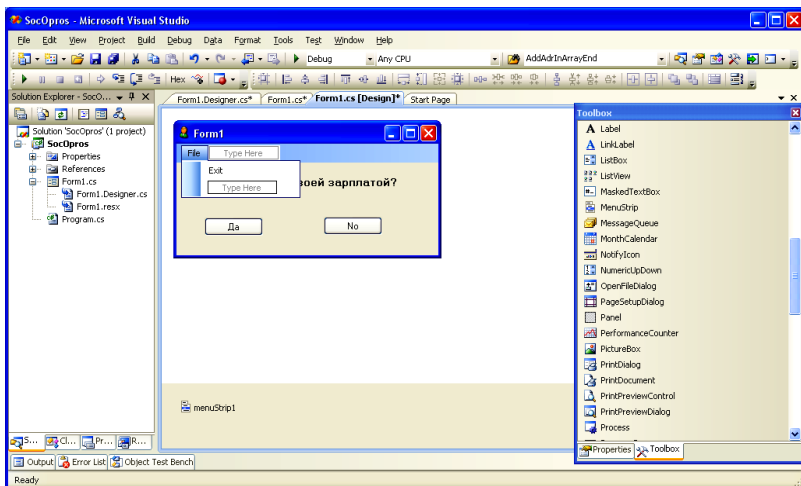 SocOpros - Microsoft Visual Studio
File Edit View Project Build Debug Data Format Tools Test Window Help
Debug Any CPU AddAdrInArrayEnd
Hex
Solution Explorer - SocO...
Form1.Designer.cs* Form1.cs* Form1.cs [Design]* Start Page
Solution 'SocOpros' (1 project)
SocOpros
Properties
References
Form1.cs
Form1.Designer.cs
Form1.resx
Program.cs
Form1
File Type Here
Exit
Type Here
воей зарплатой?
Да No
menuStrip1
Toolbox
Label
LinkLabel
ListBox
ListView
MaskedTextBox
MenuStrip
MessageQueue
MonthCalendar
NotifyIcon
NumericUpDown
OpenFileDialog
PageSetupDialog
Panel
PerformanceCounter
PictureBox
PrintDialog
PrintDocument
PrintPreviewControl
PrintPreviewDialog
Process
Properties Toolbox
S... Cl... Pr... R...
Output Error List Object Test Bench
Ready